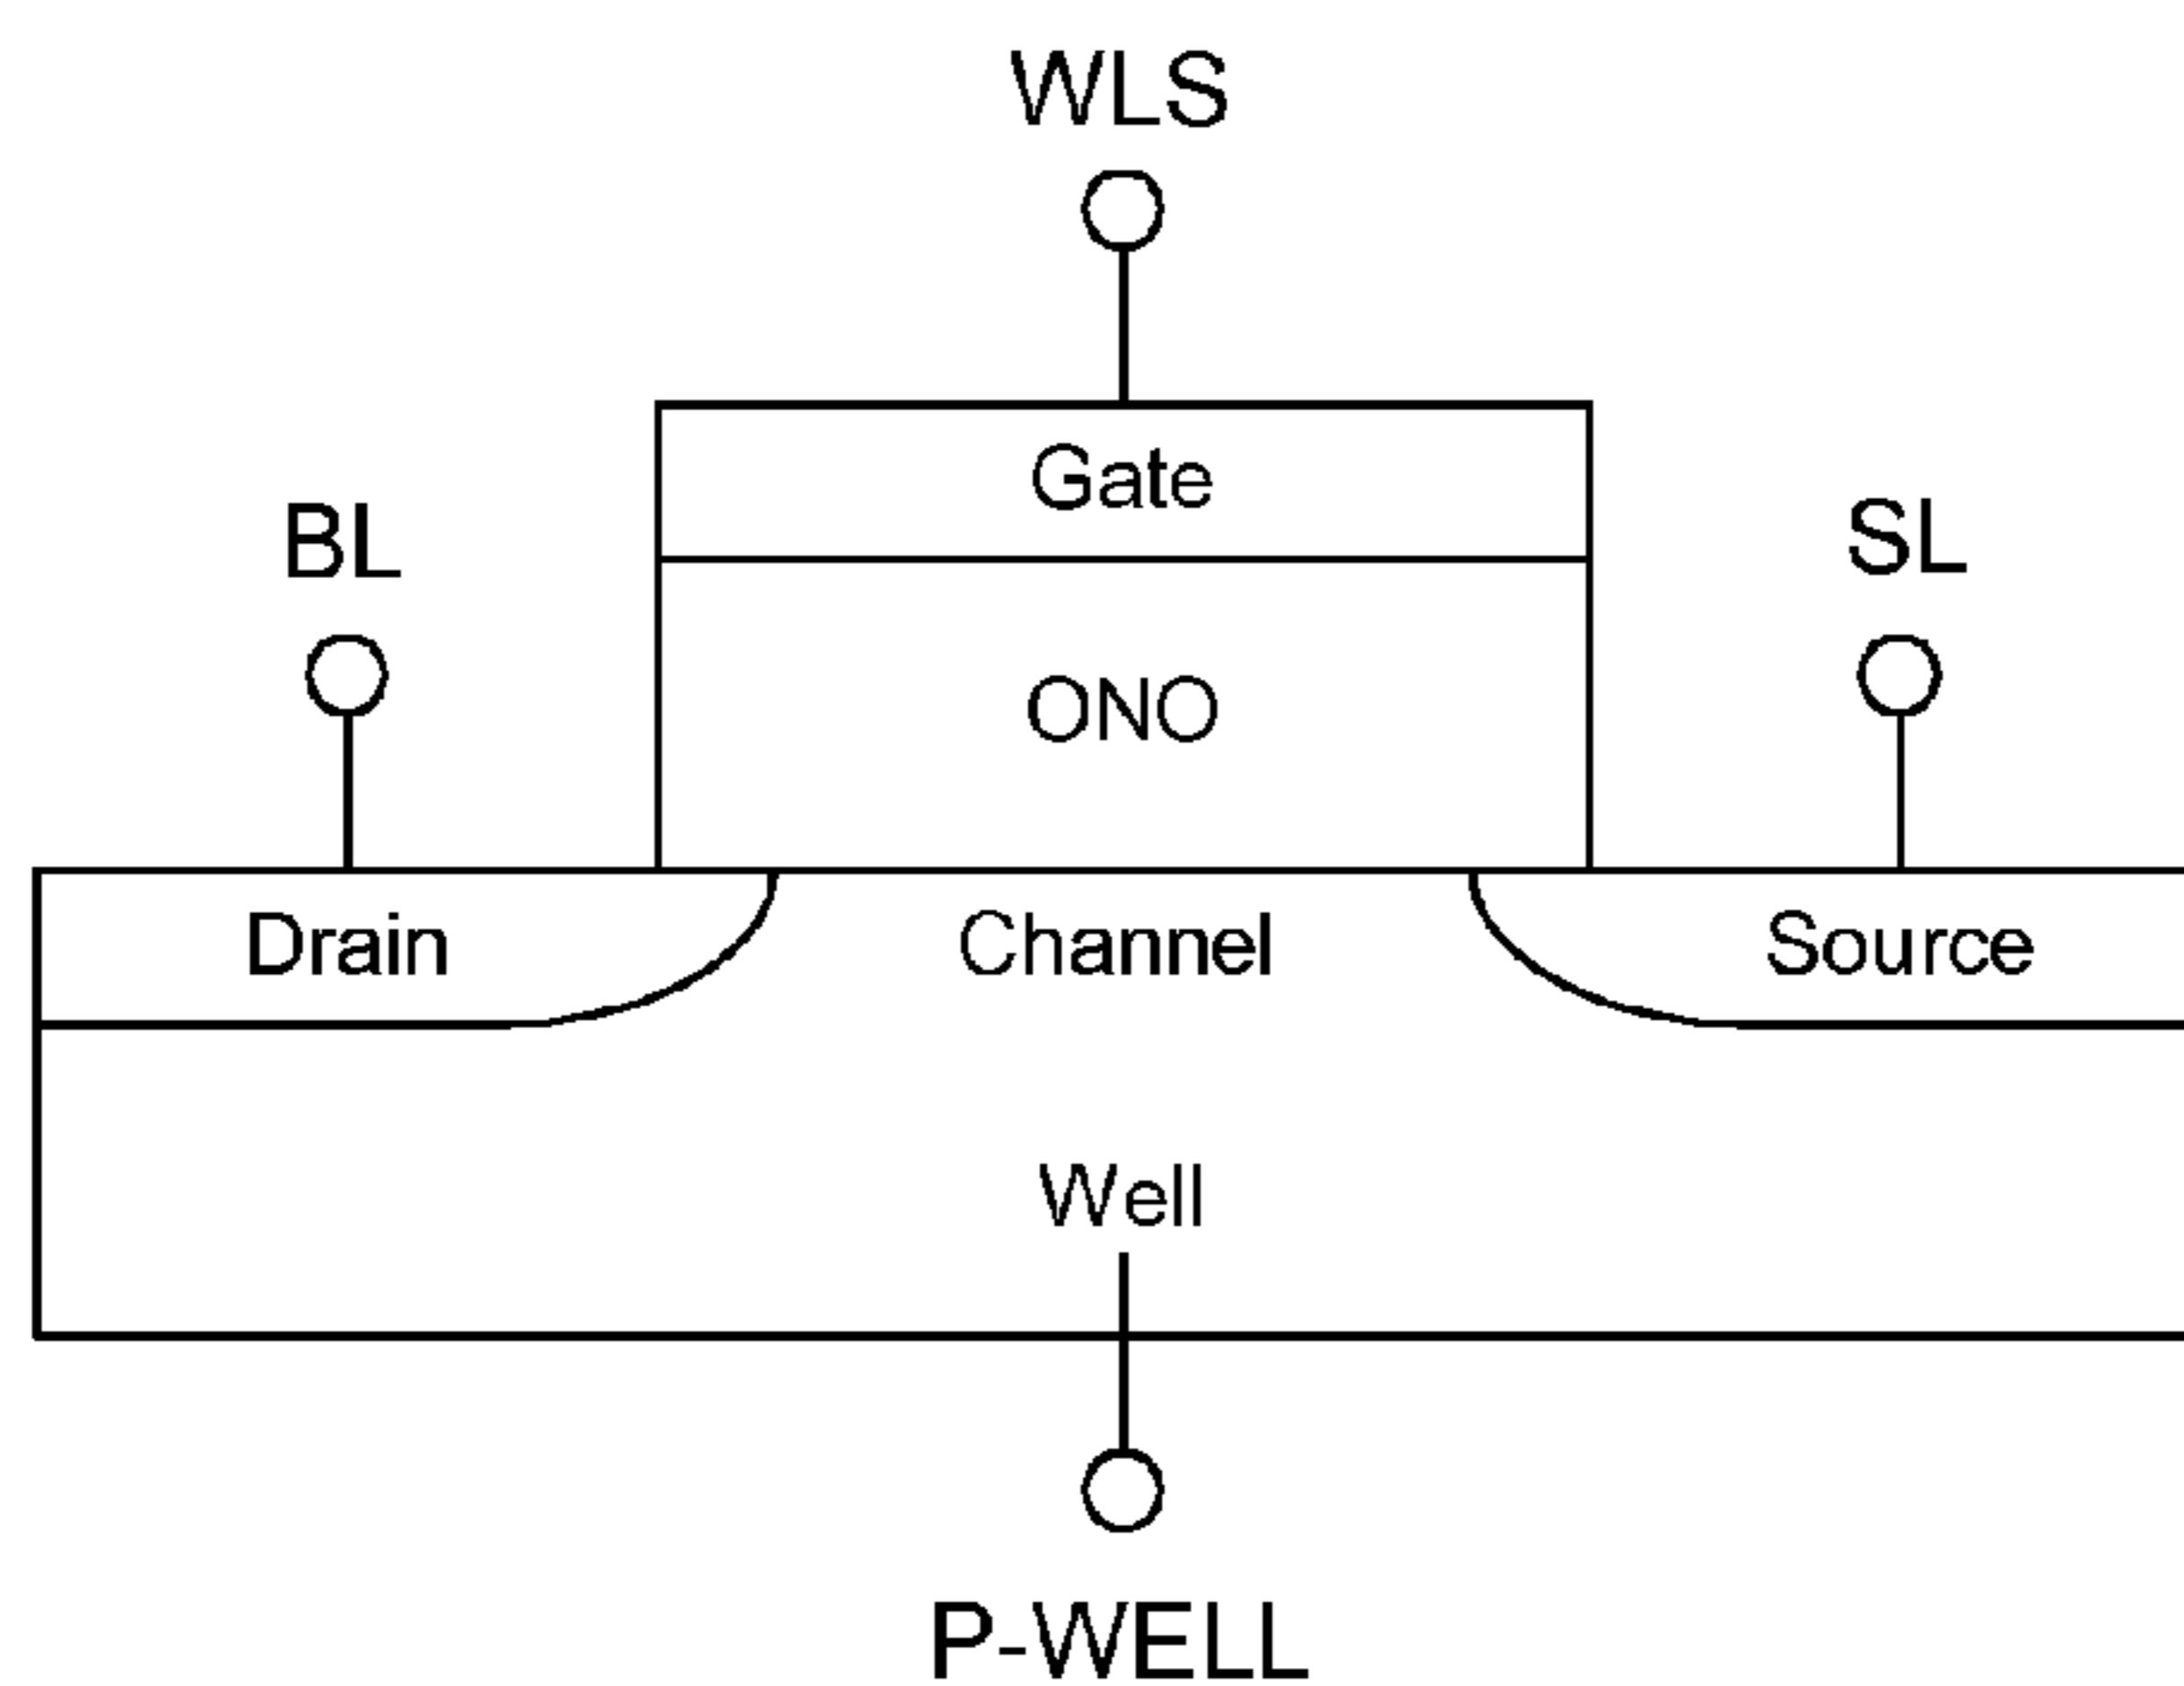 WLS
Gate
BL
SL
ONO
Drain
Channel
Source
Well
P-WELL